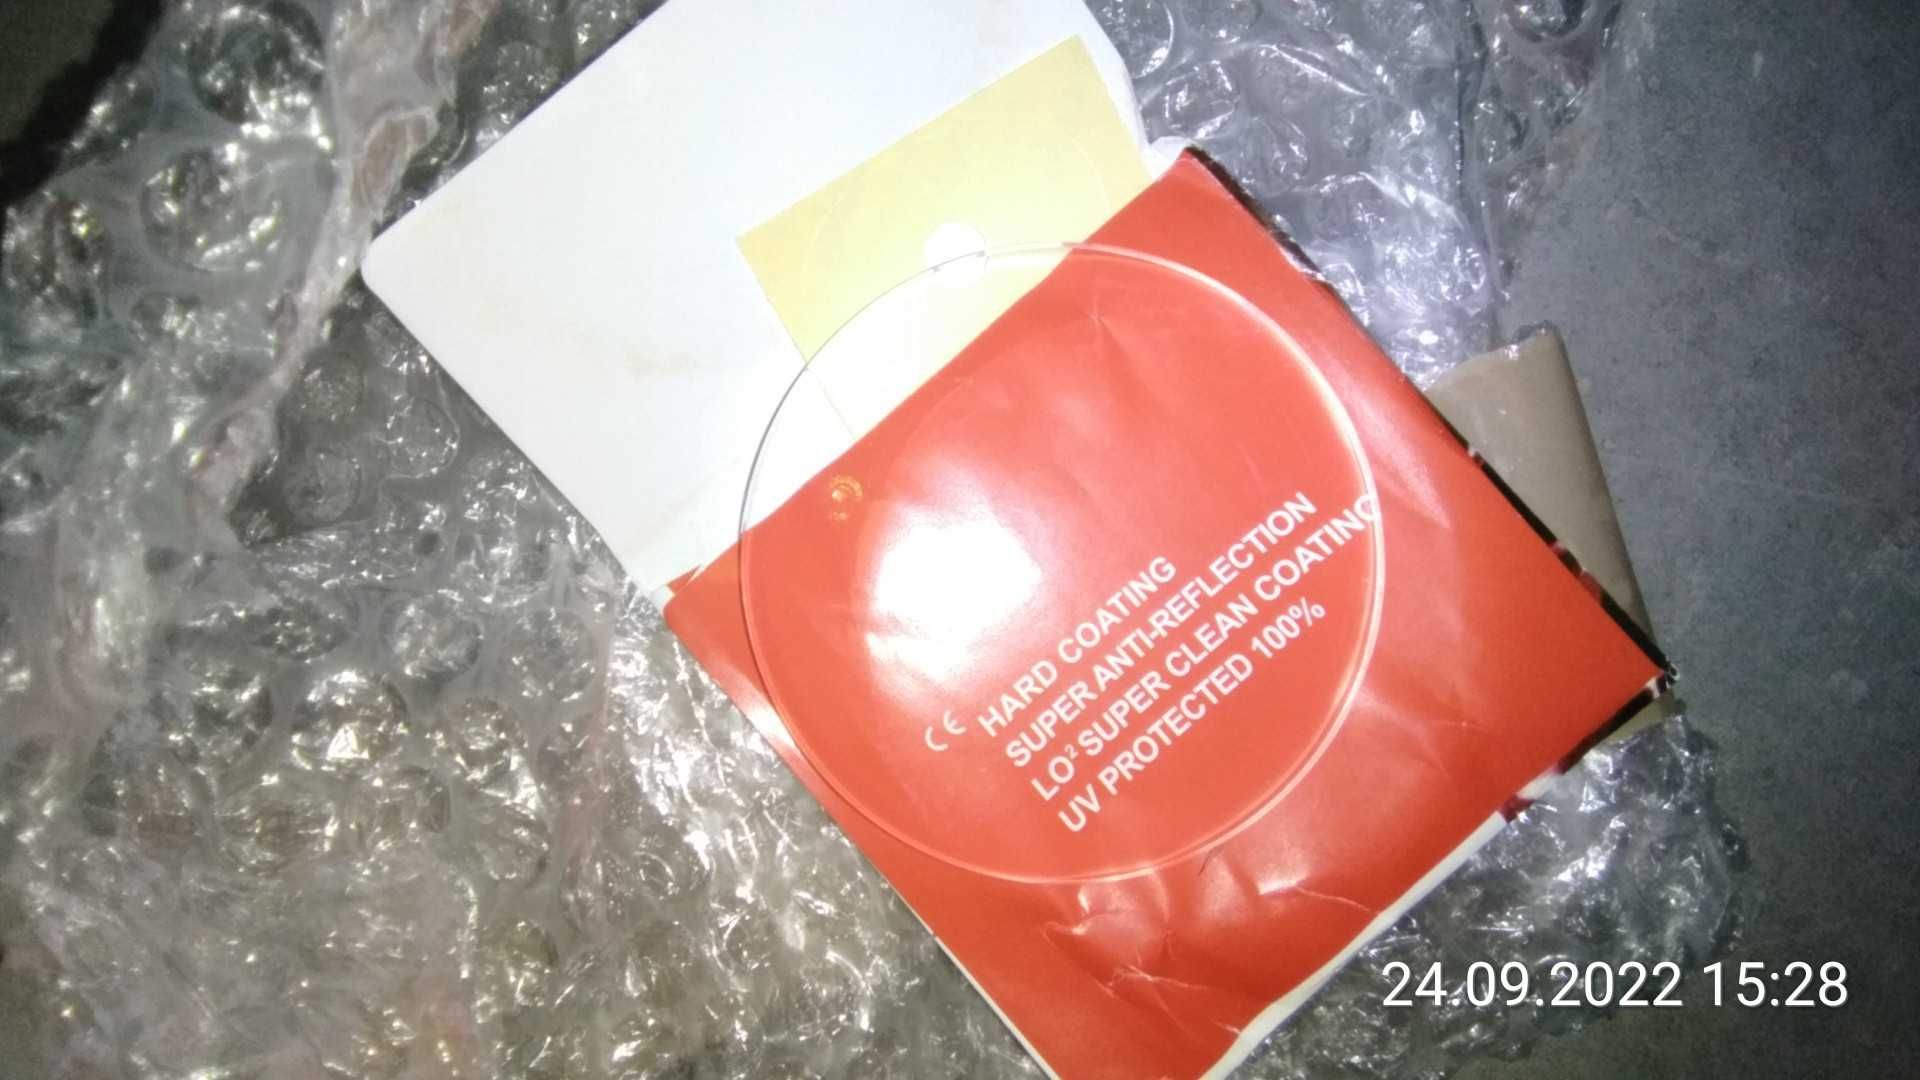 CE
HARD COATING
SUPER ANTI-REFLECTION
LO² SUPER CLEAN COATING
UV PROTECTED 100%
24.09.2022 15:28